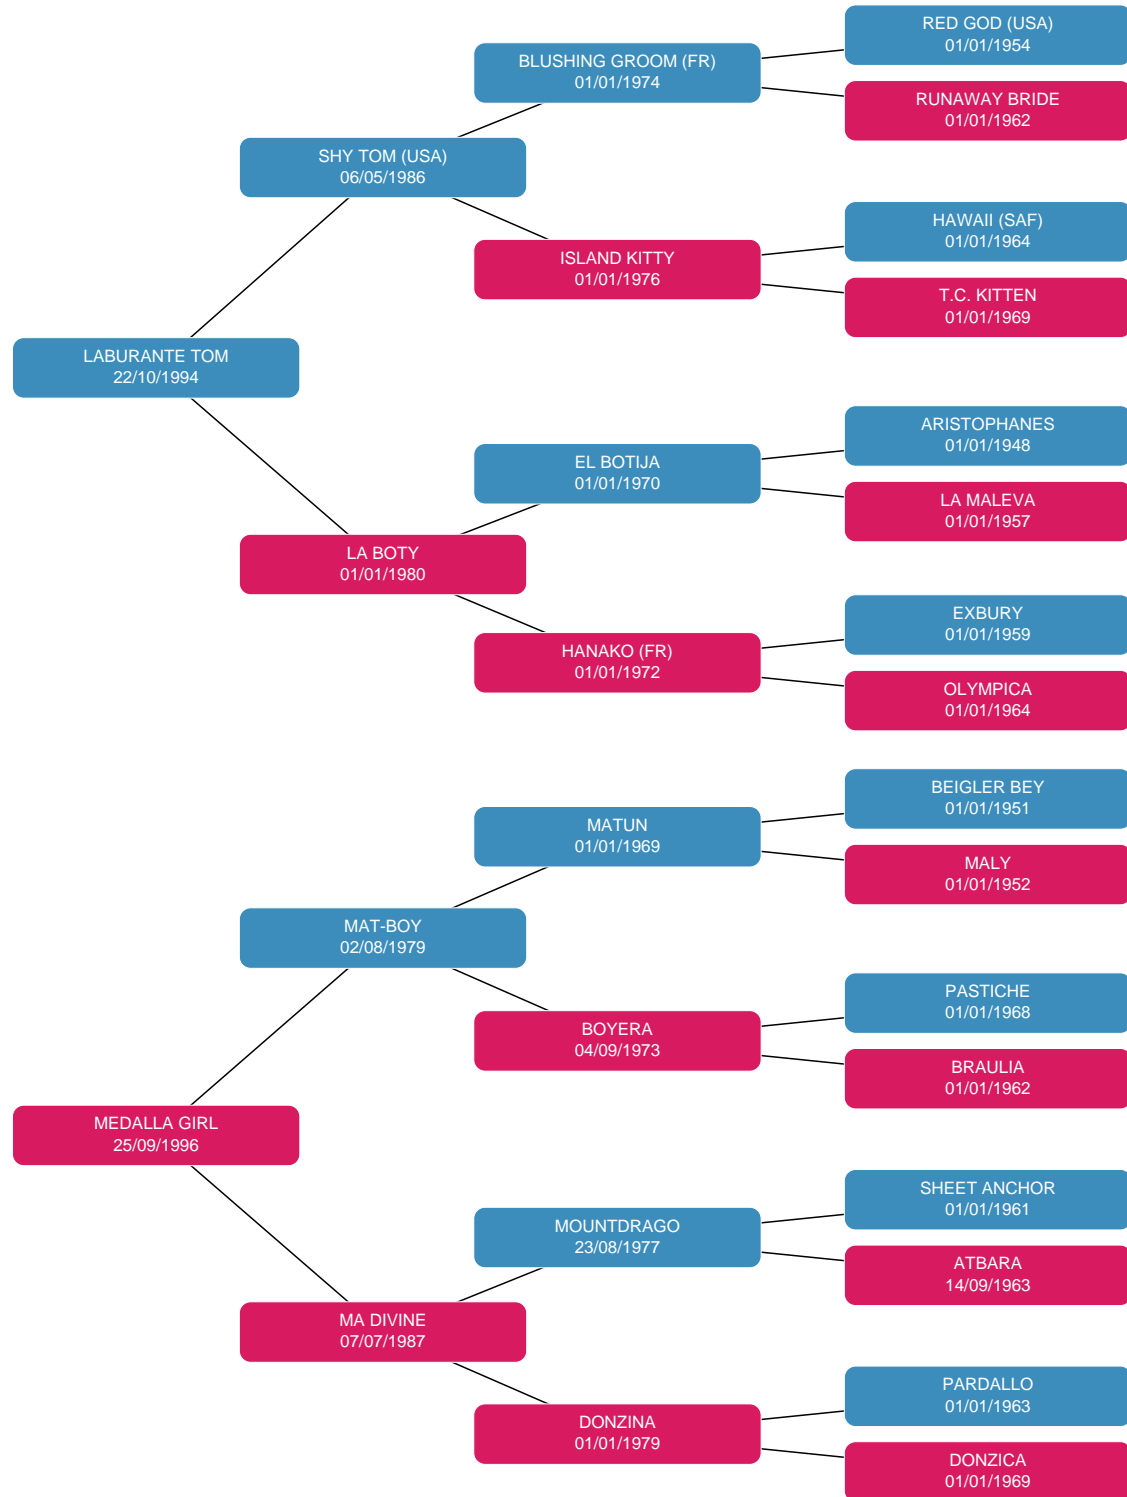 RED GOD (USA)
01/01/1954
BLUSHING GROOM (FR)
01/01/1974
RUNAWAY BRIDE
01/01/1962
SHY TOM (USA)
06/05/1986
HAWAII (SAF)
01/01/1964
ISLAND KITTY
01/01/1976
T.C. KITTEN
01/01/1969
LABURANTE TOM
22/10/1994
ARISTOPHANES
01/01/1948
EL BOTIJA
01/01/1970
LA MALEVA
01/01/1957
LA BOTY
01/01/1980
EXBURY
01/01/1959
HANAKO (FR)
01/01/1972
OLYMPICA
01/01/1964
BEIGLER BEY
01/01/1951
MATUN
01/01/1969
MALY
01/01/1952
MAT-BOY
02/08/1979
PASTICHE
01/01/1968
BOYERA
04/09/1973
BRAULIA
01/01/1962
MEDALLA GIRL
25/09/1996
SHEET ANCHOR
01/01/1961
MOUNTDRAGO
23/08/1977
ATBARA
14/09/1963
MA DIVINE
07/07/1987
PARDALLO
01/01/1963
DONZINA
01/01/1979
DONZICA
01/01/1969